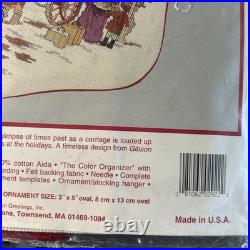 glimpse of times past as a carriage is loaded up
s at the holidays. A timeless design from Gibson
0% cotton Aida • "The Color Organizer" with
ording • Felt backing fabric • Needle • Complete
ment templates • Ornament/stocking hanger •
ORNAMENT SIZE: 3" x 5" oval, 8 cm x 13 cm oval
on Greetings, Inc.
ane, Townsend, MA 01469-1094
Made in U.S.A.